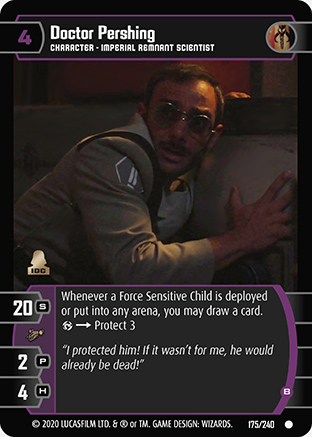 4
Doctor Pershing
CHARACTER - IMPERIAL REMNANT SCIENTIST
IDC
20 S
Whenever a Force Sensitive Child is deployed
or put into any arena, you may draw a card.
→ Protect 3
2 P
“I protected him! If it wasn’t for me, he would
already be dead!”
4 H
B
© 2020 LUCASFILM LTD. & ® or TM. GAME DESIGN: WIZARDS. 175/240